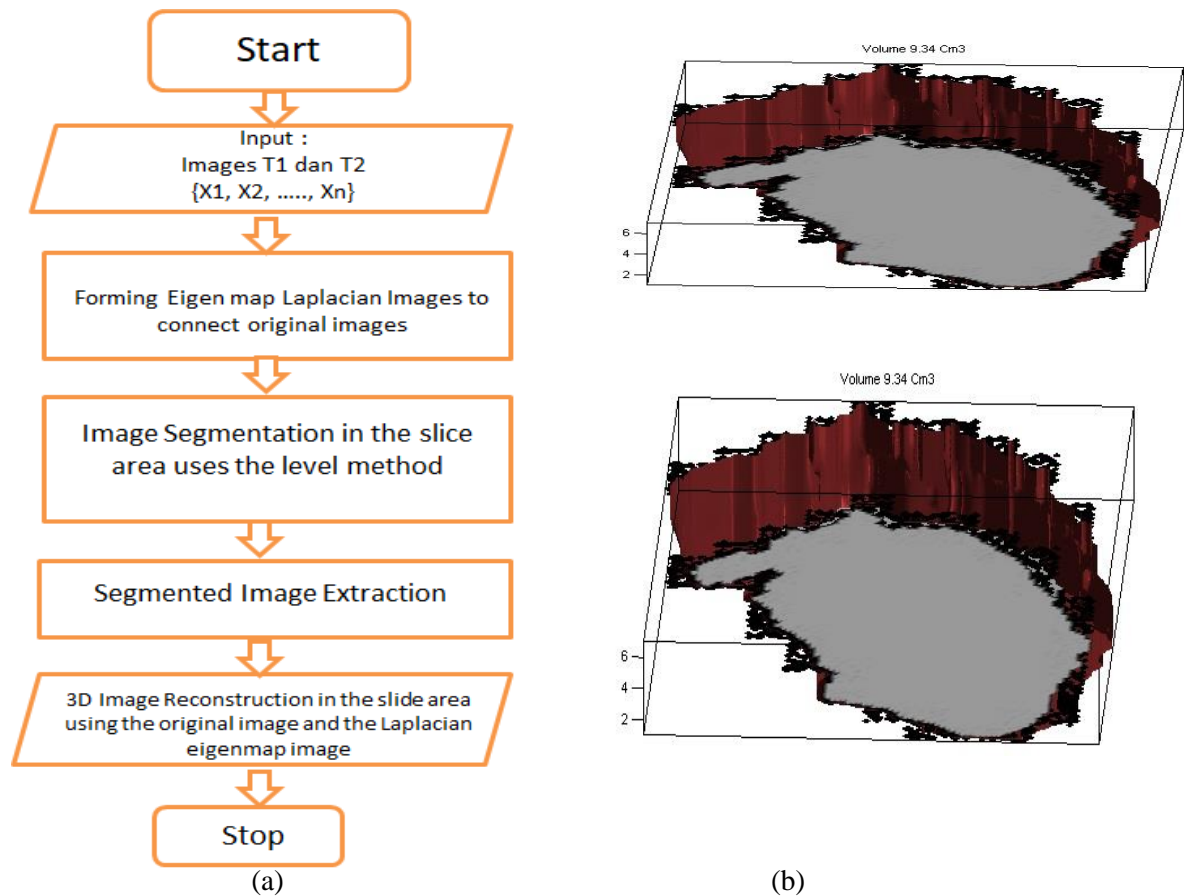 Start
Input :
Images T1 dan T2
{X1, X2, ....., Xn}
Forming Eigen map Laplacian Images to
connect original images
Image Segmentation in the slice
area uses the level method
Segmented Image Extraction
3D Image Reconstruction in the slide area
using the original image and the Laplacian
eigenmap image
Stop
(a)
Volume 9.34 Cm3
6
4
2
Volume 9.34 Cm3
6
4
2
(b)